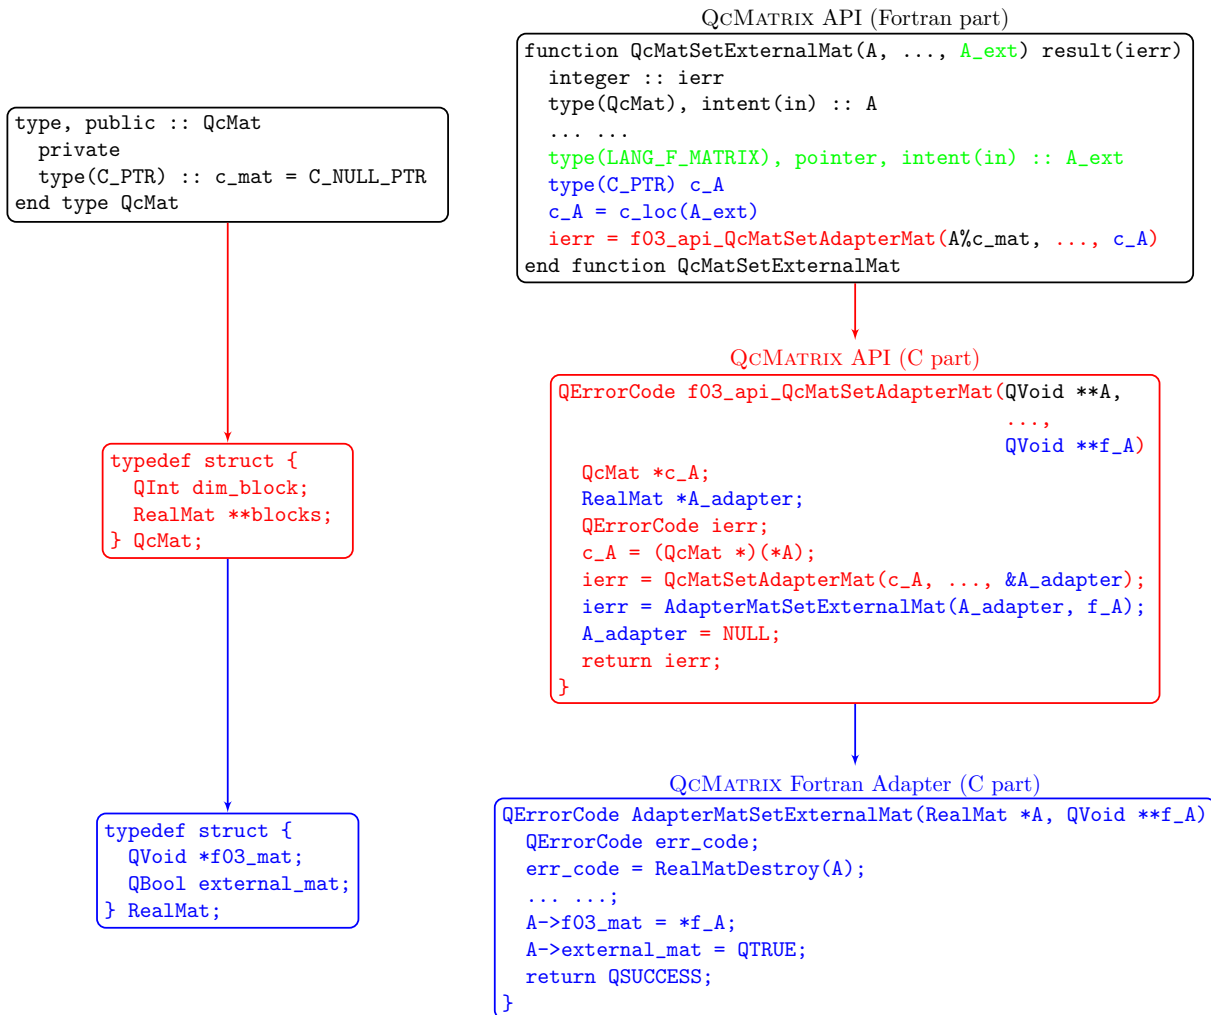 type, public :: QcMat
  private
  type(C_PTR) :: c_mat = C_NULL_PTR
end type QcMat
typedef struct {
  QInt dim_block;
  RealMat **blocks;
} QcMat;
typedef struct {
  QVoid *f03_mat;
  QBool external_mat;
} RealMat;
QCMATRIX API (Fortran part)
function QcMatSetExternalMat(A, ..., A_ext) result(ierr)
  integer :: ierr
  type(QcMat), intent(in) :: A
  ... ...
  type(LANG_F_MATRIX), pointer, intent(in) :: A_ext
  type(C_PTR) c_A
  c_A = c_loc(A_ext)
  ierr = f03_api_QcMatSetAdapterMat(A%c_mat, ..., c_A)
end function QcMatSetExternalMat
QCMATRIX API (C part)
QErrorCode f03_api_QcMatSetAdapterMat(QVoid **A,
                                      ...,
                                      QVoid **f_A)
  QcMat *c_A;
  RealMat *A_adapter;
  QErrorCode ierr;
  c_A = (QcMat *)(*A);
  ierr = QcMatSetAdapterMat(c_A, ..., &A_adapter);
  ierr = AdapterMatSetExternalMat(A_adapter, f_A);
  A_adapter = NULL;
  return ierr;
}
QCMATRIX Fortran Adapter (C part)
QErrorCode AdapterMatSetExternalMat(RealMat *A, QVoid **f_A)
  QErrorCode err_code;
  err_code = RealMatDestroy(A);
  ... ...;
  A->f03_mat = *f_A;
  A->external_mat = QTRUE;
  return QSUCCESS;
}